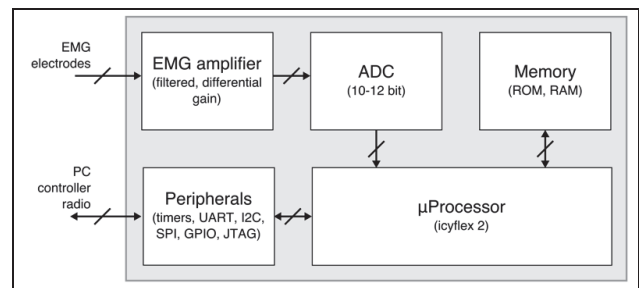 EMG
electrodes
EMG amplifier
(filtered, differential
gain)
ADC
(10-12 bit)
Memory
(ROM, RAM)
PC
controller
radio
Peripherals
(timers, UART, I2C,
SPI, GPIO, JTAG)
µProcessor
(icyflex 2)